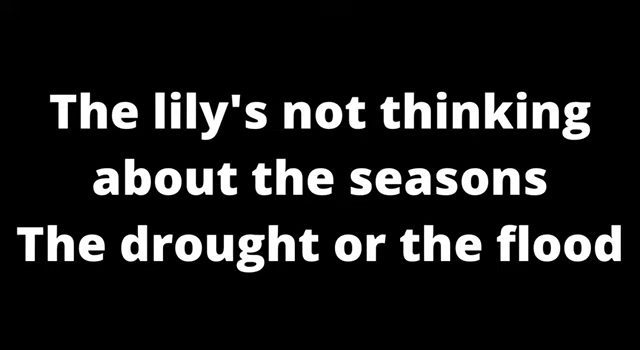 The lily's not thinking
about the seasons
The drought or the flood